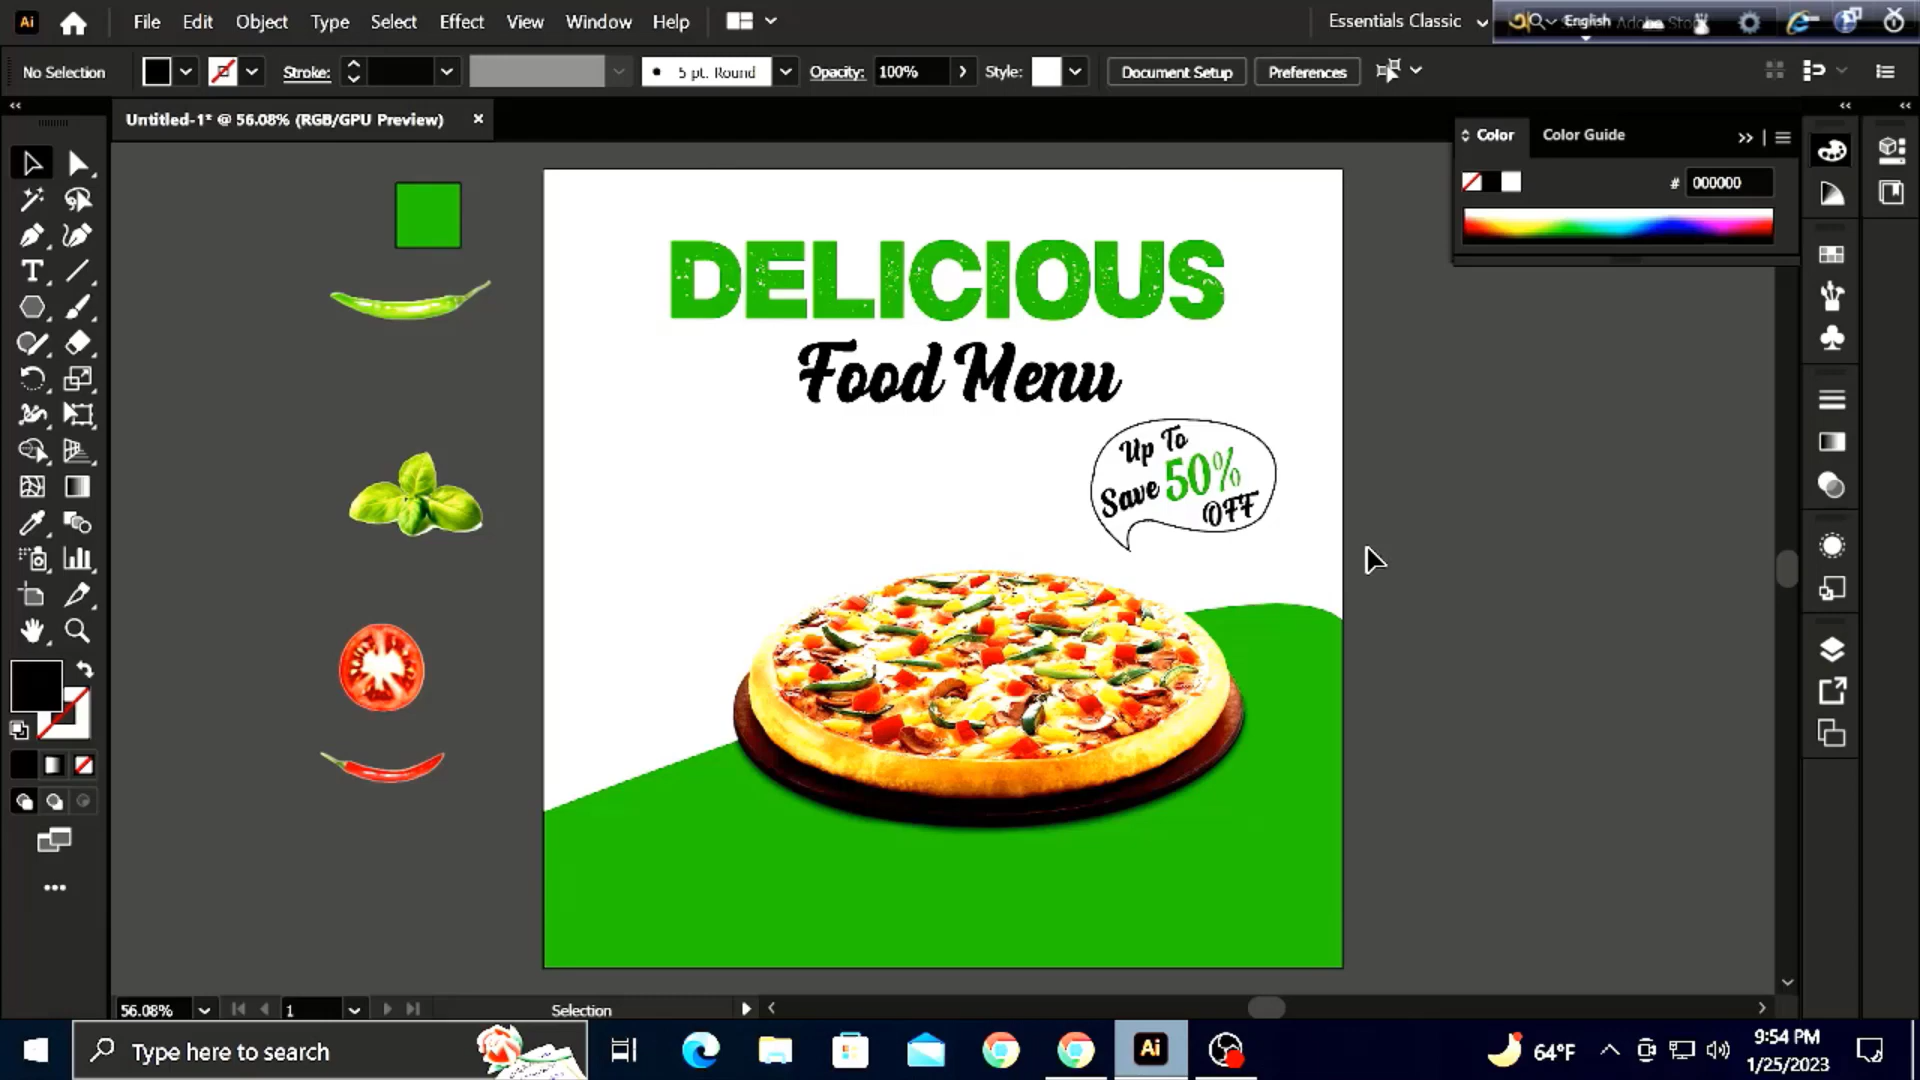 Ai File Edit Object Type Select Effect View Window Help Essentials Classic English
No Selection Stroke: 5 pt. Round Opacity: 100% Style: Document Setup Preferences
Untitled-1* @ 56.08% (RGB/GPU Preview) ×
Color Color Guide
# 000000
DELICIOUS
Food Menu
Up To
Save 50%
OFF
56.08% 1 Selection
Type here to search Ai 64°F 9:54 PM
1/25/2023